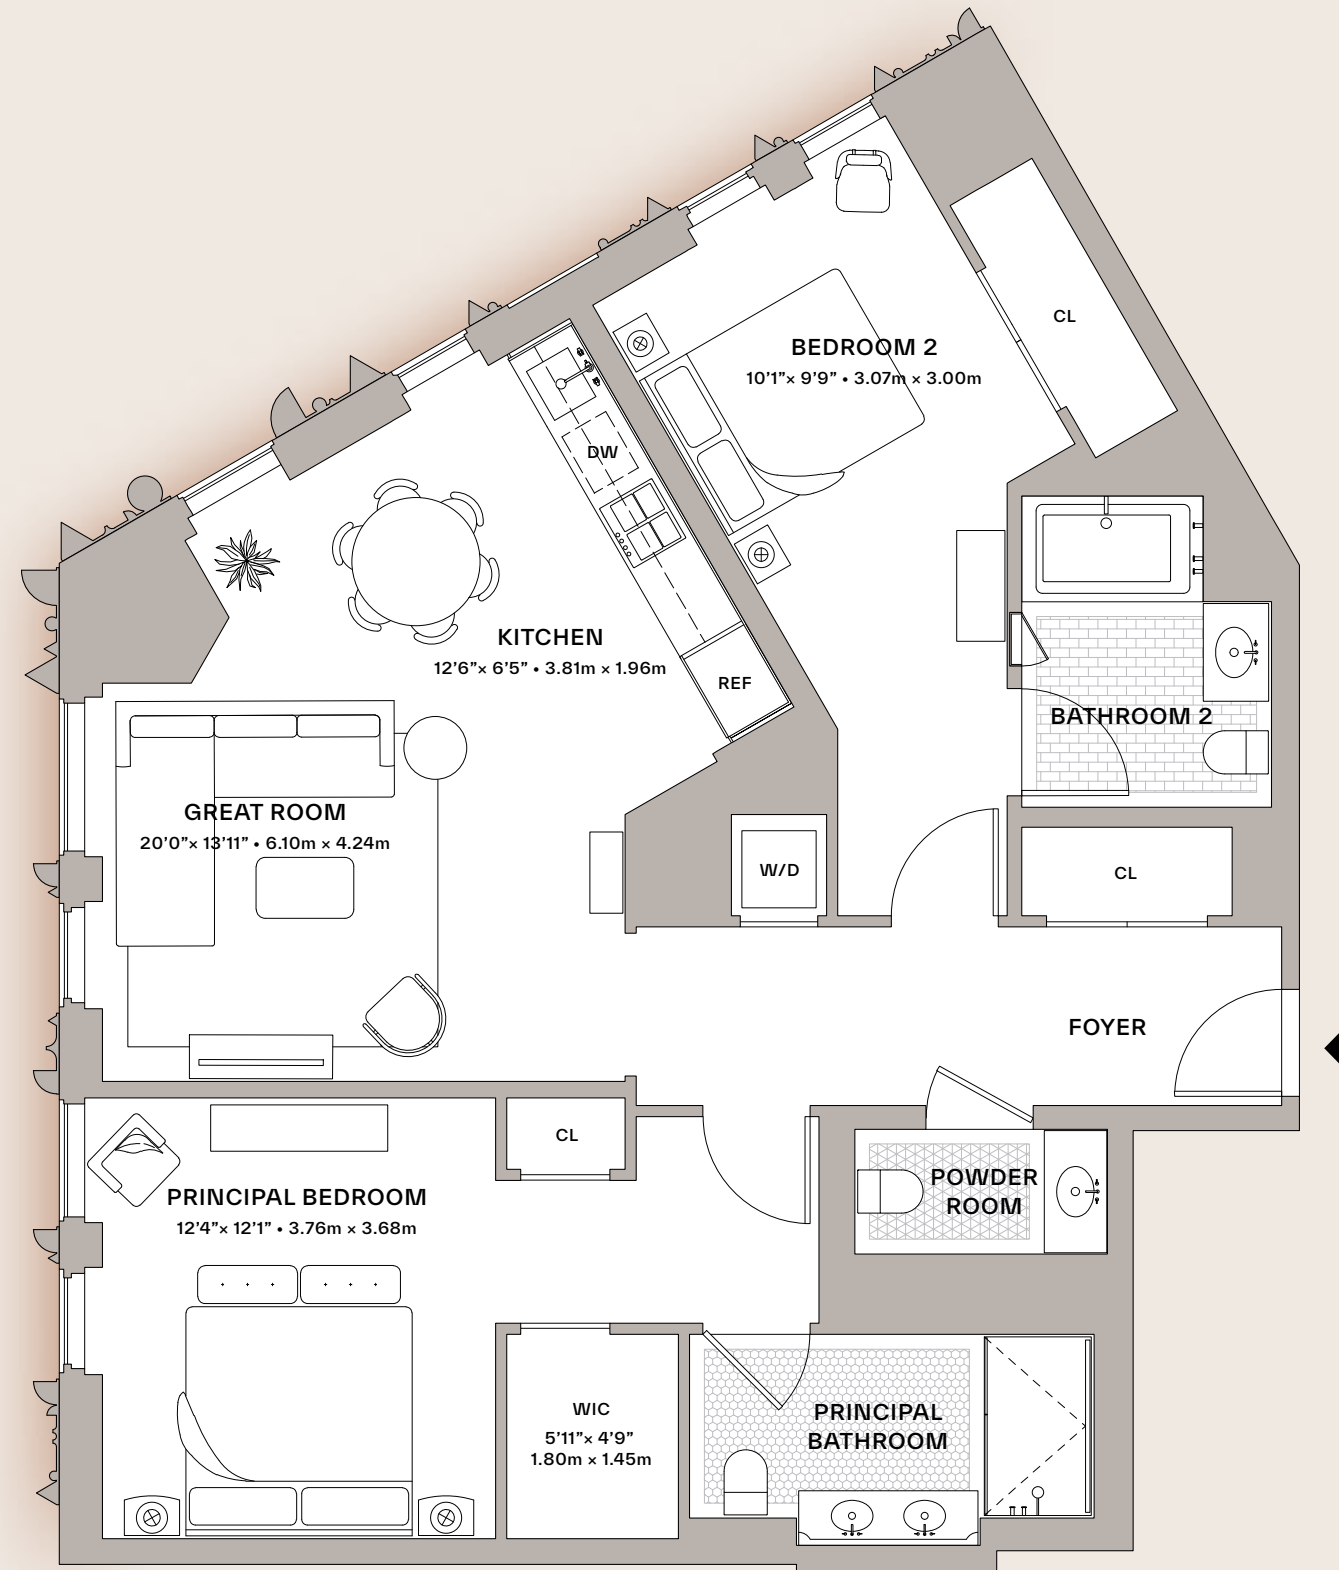 BEDROOM 2
10'1"× 9'9" • 3.07m × 3.00m
CL
DW
KITCHEN
12'6"× 6'5" • 3.81m × 1.96m
REF
BATHROOM 2
GREAT ROOM
20'0"× 13'11" • 6.10m × 4.24m
W/D
CL
FOYER
CL
PRINCIPAL BEDROOM
12'4"× 12'1" • 3.76m × 3.68m
POWDER
ROOM
WIC
5'11"× 4'9"
1.80m × 1.45m
PRINCIPAL
BATHROOM